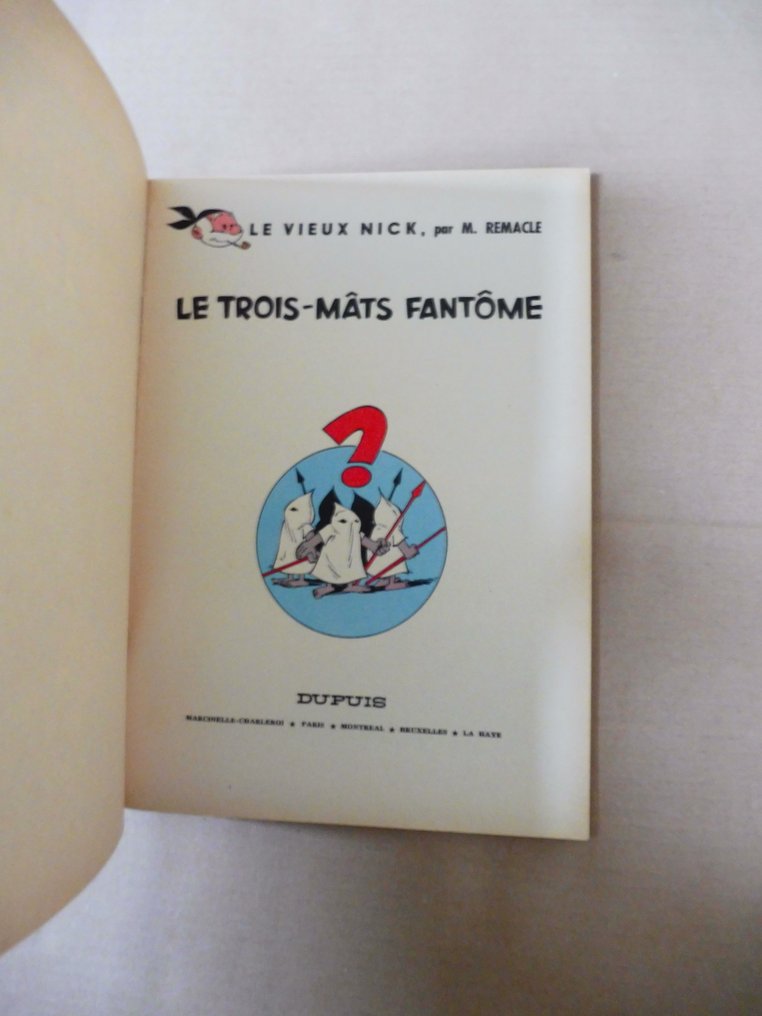 LE VIEUX NICK, par M. REMACLE
LE TROIS-MÂTS FANTÔME
?
DUPUIS
MARCINELLE-CHARLEROI ★ PARIS ★ MONTREAL ★ BRUXELLES ★ LA HAYE